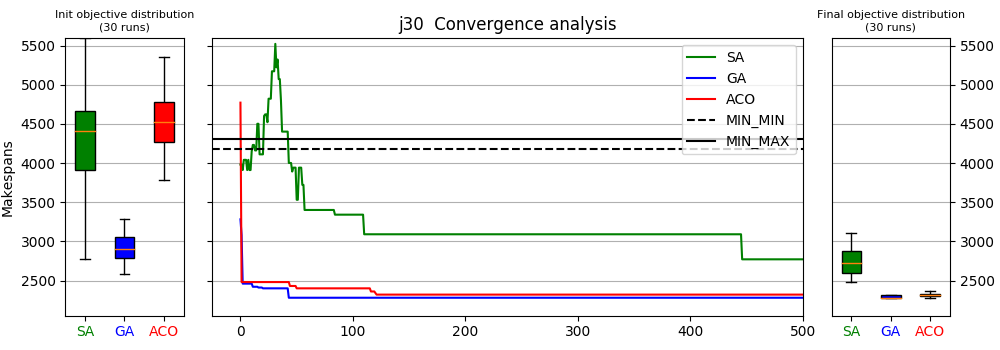 Init objective distribution
(30 runs)
j30 Convergence analysis
Final objective distribution
(30 runs)
Makespans
5500
5000
4500
4000
3500
3000
2500
SA GA ACO
SA
GA
ACO
MIN_MIN
MIN_MAX
0 100 200 300 400 500
5500
5000
4500
4000
3500
3000
2500
SA GA ACO